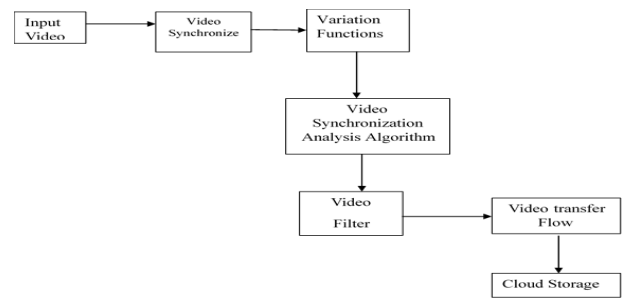 Input
Video
Video
Synchronize
Variation
Functions
Video
Synchronization
Analysis Algorithm
Video
Filter
Video transfer
Flow
Cloud Storage